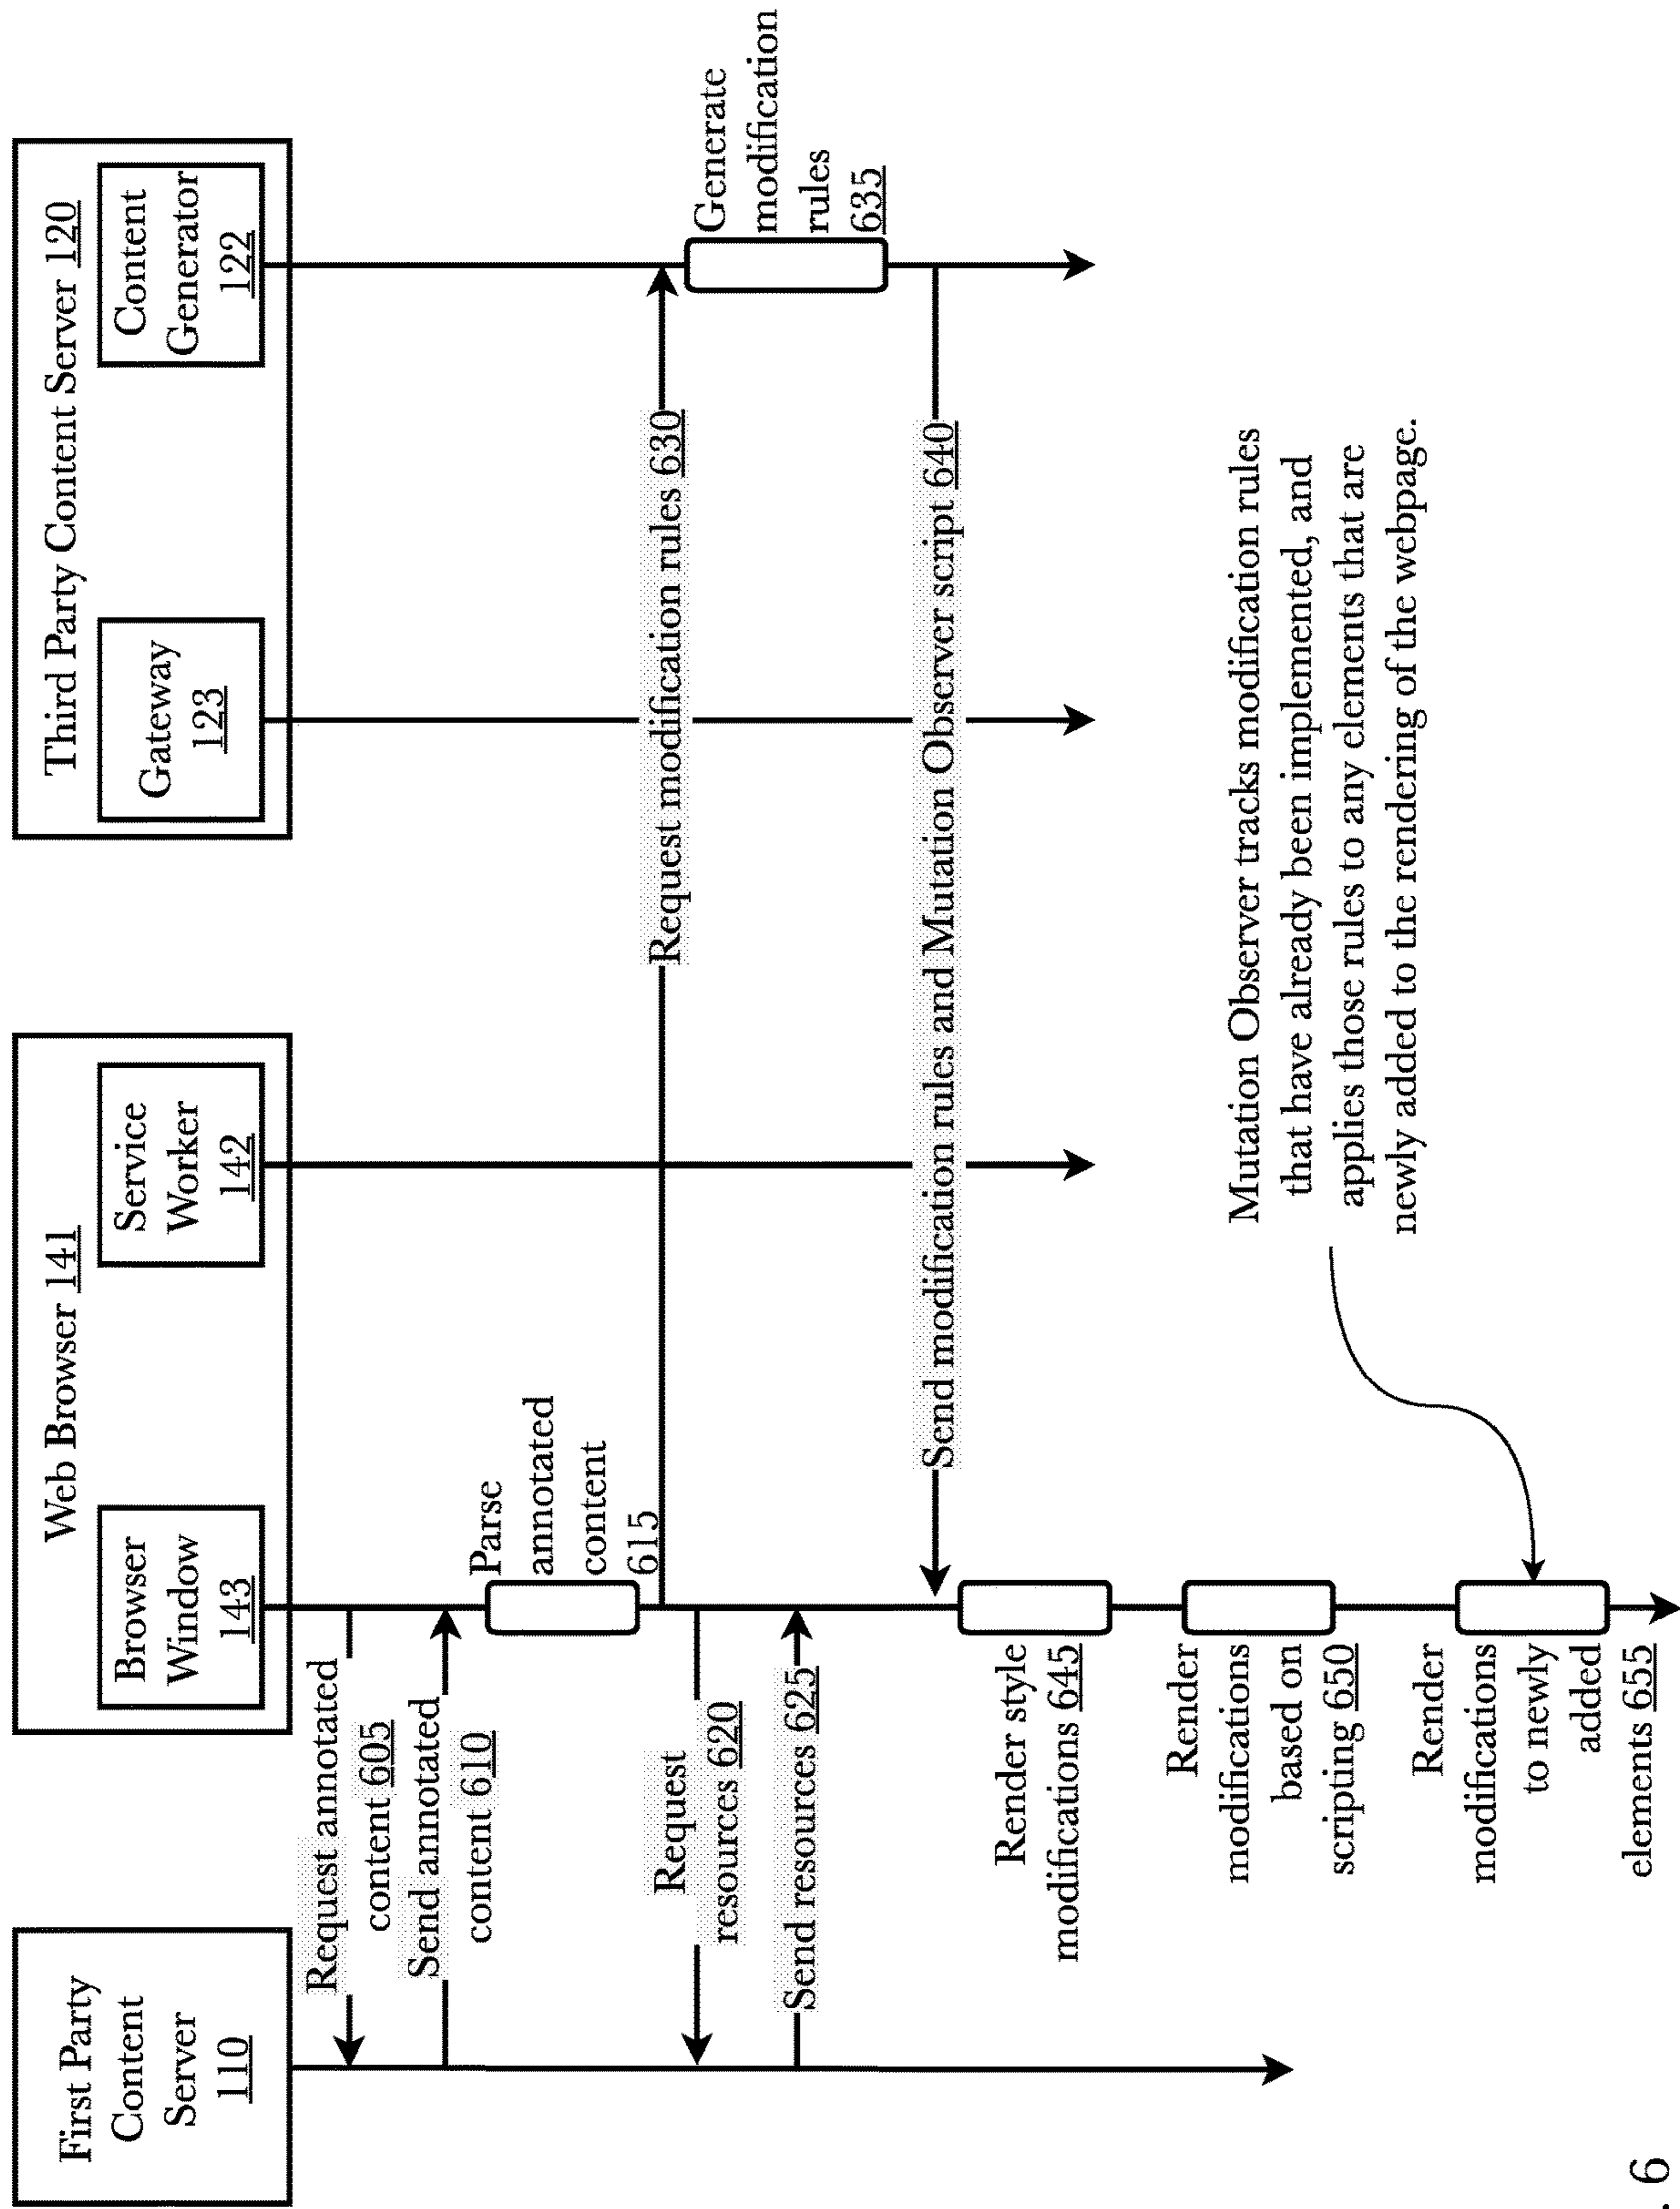 First Party
Content
Server
110
Web Browser 141
Browser
Window
143
Service
Worker
142
Third Party Content Server 120
Gateway
123
Content
Generator
122
Request annotated
content 605
Send annotated
content 610
Parse
annotated
content
615
Request modification rules 630
Request
resources 620
Send resources 625
Generate
modification
rules
635
Send modification rules and Mutation Observer script 640
Render style
modifications 645
Render
modifications
based on
scripting 650
Render
modifications
to newly
added
elements 655
Mutation Observer tracks modification rules
that have already been implemented, and
applies those rules to any elements that are
newly added to the rendering of the webpage.
. 6